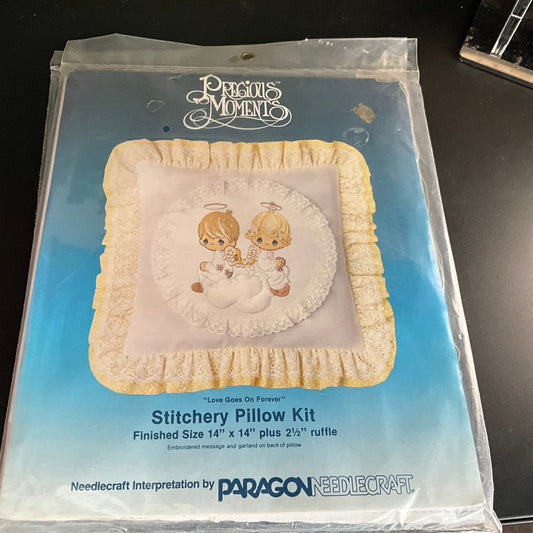 Precious
Moments™
"Love Goes On Forever"
Stitchery Pillow Kit
Finished Size 14" x 14" plus 2½" ruffle
Embroidered message and garland on back of pillow
Needlecraft Interpretation by PARAGON NEEDLECRAFT